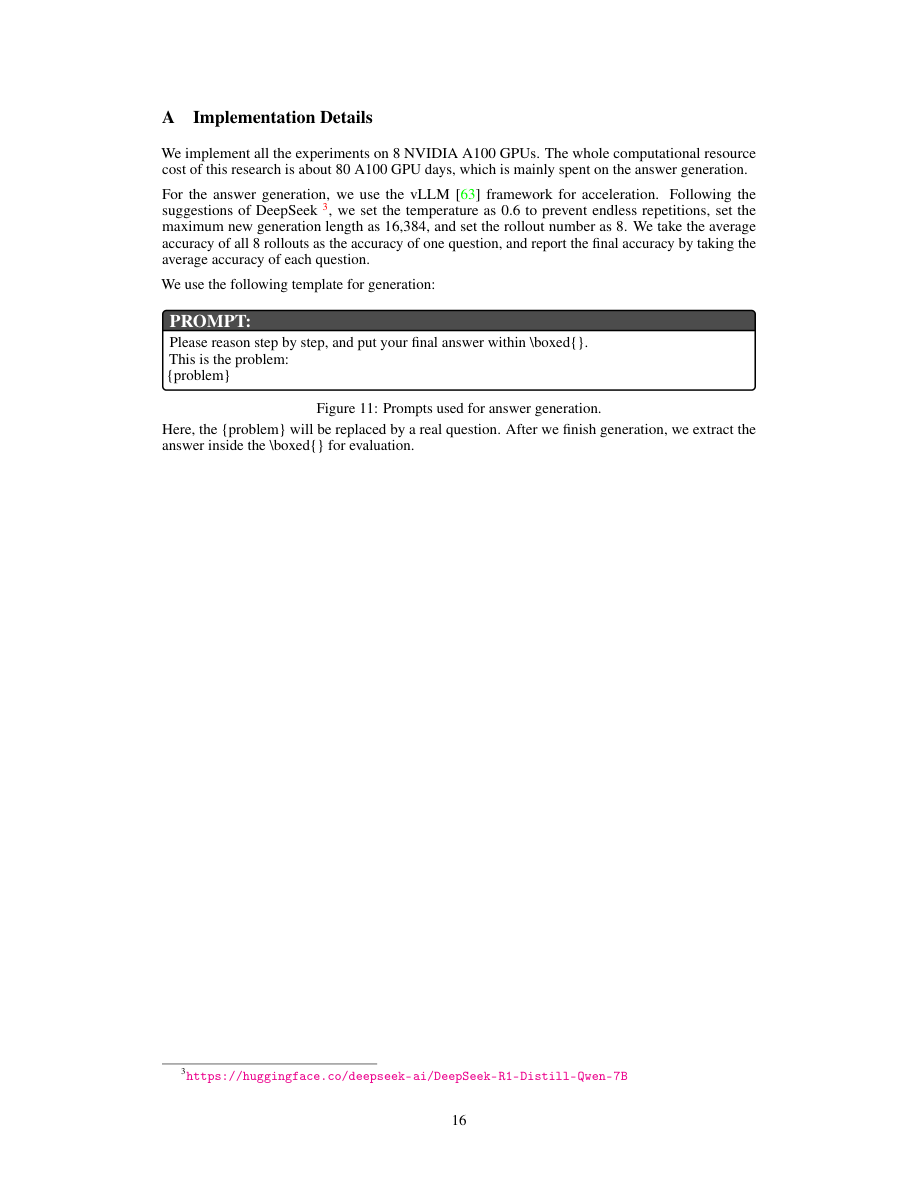 A Implementation Details
We implement all the experiments on 8 NVIDIA A100 GPUs. The whole computational resource
cost of this research is about 80 A100 GPU days, which is mainly spent on the answer generation.
For the answer generation, we use the vLLM [63] framework for acceleration. Following the
suggestions of DeepSeek 3, we set the temperature as 0.6 to prevent endless repetitions, set the
maximum new generation length as 16,384, and set the rollout number as 8. We take the average
accuracy of all 8 rollouts as the accuracy of one question, and report the final accuracy by taking the
average accuracy of each question.
We use the following template for generation:
PROMPT:
Please reason step by step, and put your final answer within \boxed{}.
This is the problem:
{problem}
Figure 11: Prompts used for answer generation.
Here, the {problem} will be replaced by a real question. After we finish generation, we extract the
answer inside the \boxed{} for evaluation.
3https://huggingface.co/deepseek-ai/DeepSeek-R1-Distill-Qwen-7B
16